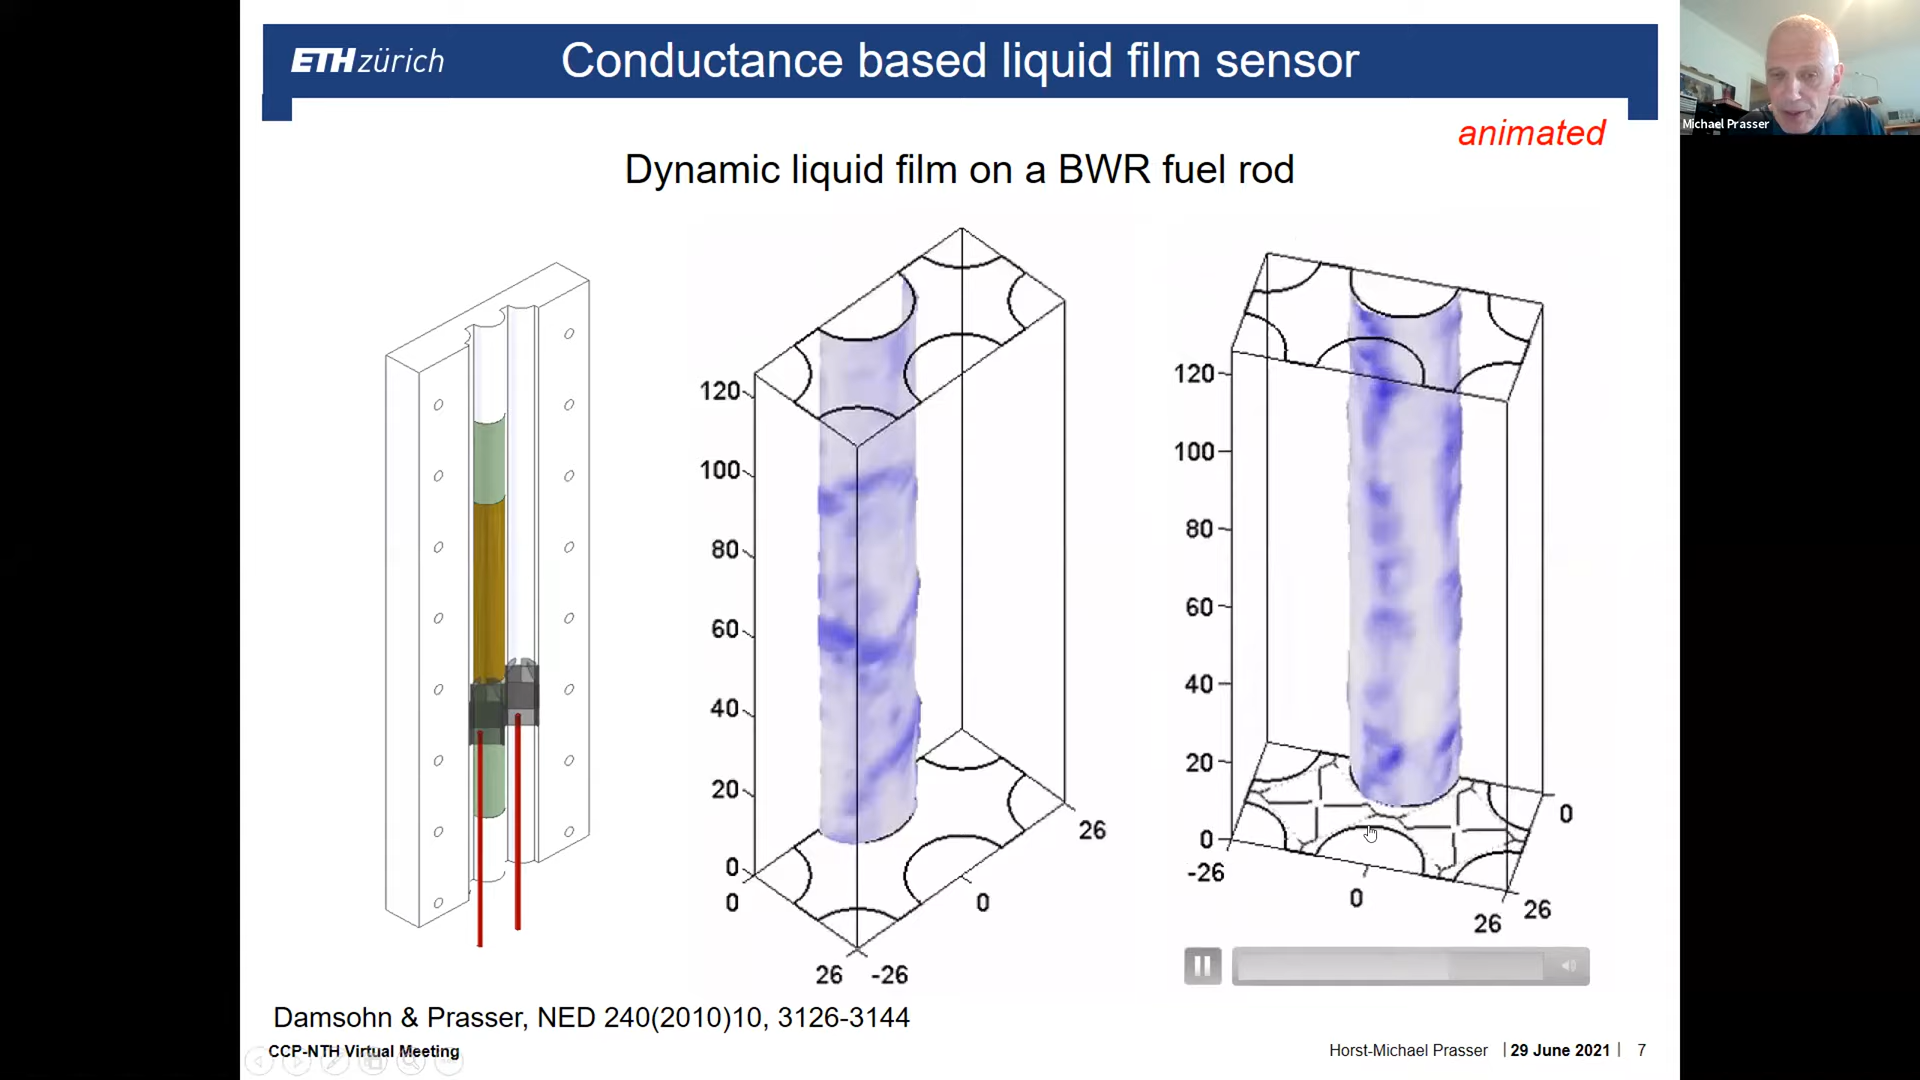 ETH zürich
Conductance based liquid film sensor
Michael Prasser
animated
Dynamic liquid film on a BWR fuel rod
120
100
80
60
40
20
0
0
26 -26
0
26
120
100
80
60
40
20
0
-26
0
26
26
0
Damsohn & Prasser, NED 240(2010)10, 3126-3144
CCP-NTH Virtual Meeting
Horst-Michael Prasser | 29 June 2021 | 7